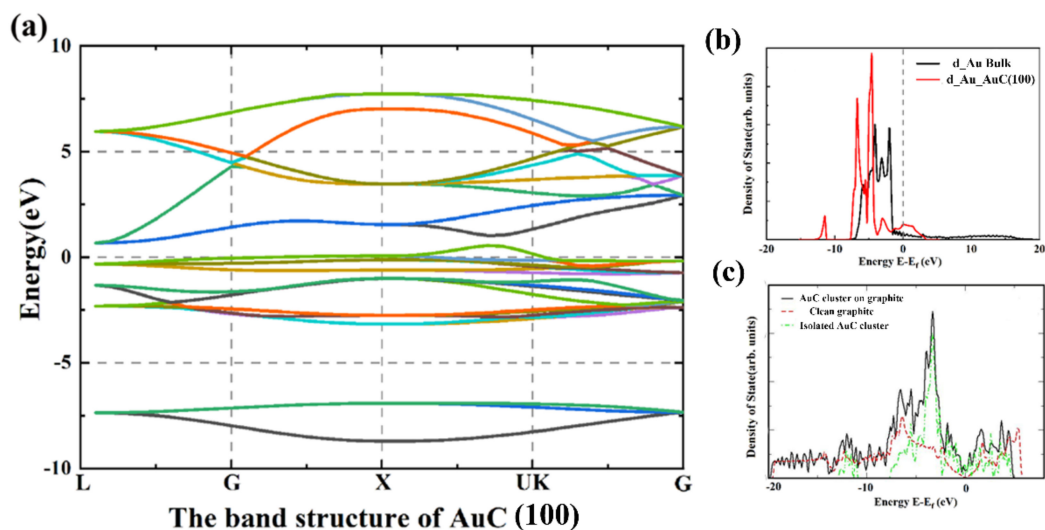 (a)
10
5
0
-5
-10
Energy(eV)
L G X UK G
The band structure of AuC (100)
(b)
d_Au Bulk
d_Au_AuC(100)
Density of State(arb. units)
-20 -10 0 10 20
Energy E-Ef (eV)
(c)
AuC cluster on graphite
Clean graphite
Isolated AuC cluster
Density of State(arb. units)
-20 -10 0
Energy E-Ef (eV)